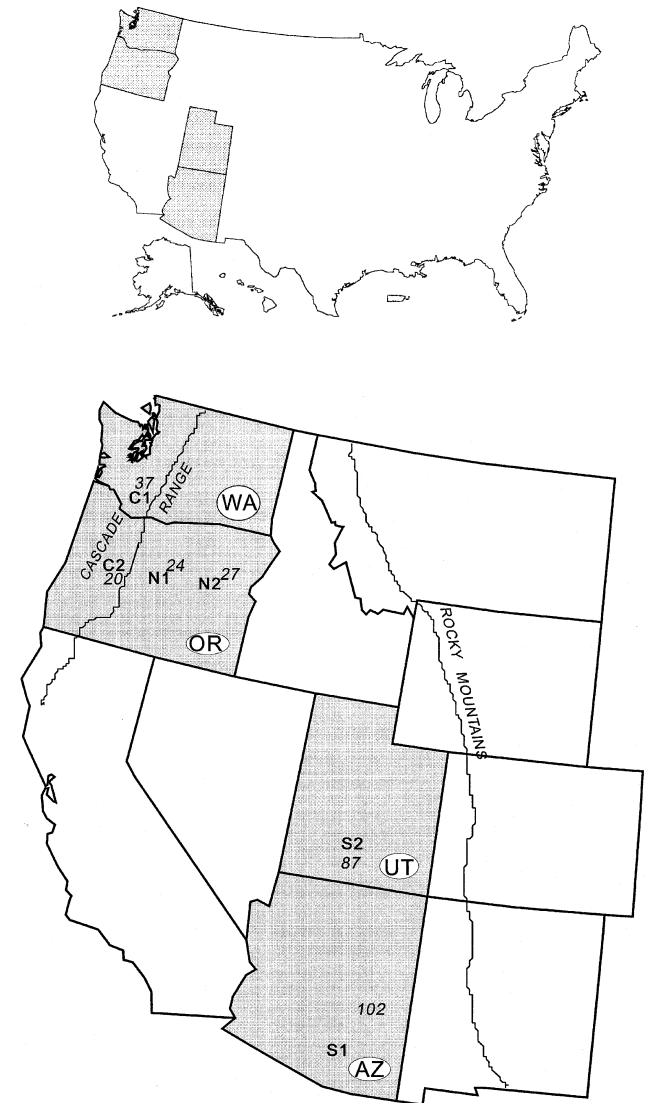 37
C1
RANGE
WA
CASCADE
C2
20
N1 24
N2 27
OR
ROCKY MOUNTAINS
S2
87
UT
102
S1
AZ